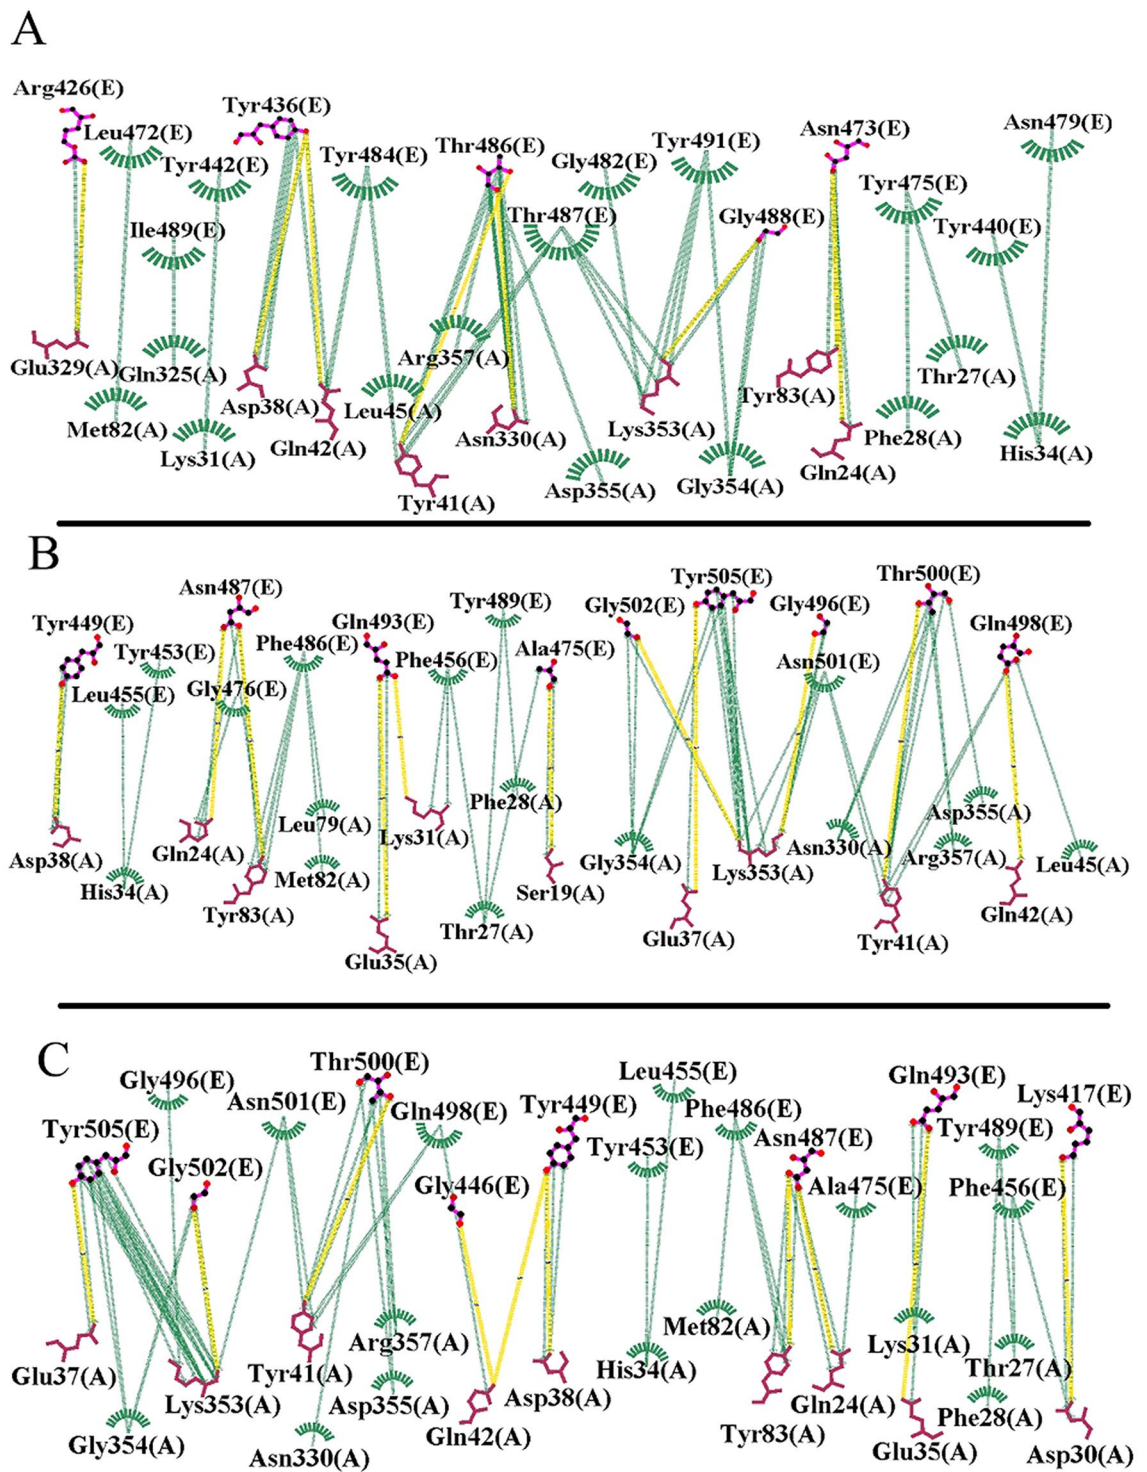 A
Arg426(E)
Tyr436(E)
Leu472(E)
Tyr442(E)
Tyr484(E)
Thr486(E)
Gly482(E)
Tyr491(E)
Asn473(E)
Asn479(E)
Ile489(E)
Thr487(E)
Gly488(E)
Tyr475(E)
Tyr440(E)
Glu329(A)
Gln325(A)
Arg357(A)
Thr27(A)
Asp38(A)
Leu45(A)
Tyr83(A)
Met82(A)
Gln42(A)
Asn330(A)
Lys353(A)
Phe28(A)
Lys31(A)
His34(A)
Gln24(A)
Asp355(A)
Gly354(A)
Tyr41(A)
B
Asn487(E)
Tyr505(E)
Thr500(E)
Tyr449(E)
Gln493(E)
Tyr489(E)
Gly502(E)
Gly496(E)
Gln498(E)
Tyr453(E)
Phe486(E)
Phe456(E)
Ala475(E)
Asn501(E)
Leu455(E)
Gly476(E)
Phe28(A)
Asp355(A)
Leu79(A)
Lys31(A)
Asp38(A)
Gln24(A)
Gly354(A)
Asn330(A)
Arg357(A)
Leu45(A)
His34(A)
Met82(A)
Ser19(A)
Lys353(A)
Tyr83(A)
Gln42(A)
Thr27(A)
Glu37(A)
Tyr41(A)
Glu35(A)
C
Thr500(E)
Gly496(E)
Asn501(E)
Gln498(E)
Tyr449(E)
Leu455(E)
Phe486(E)
Gln493(E)
Lys417(E)
Tyr505(E)
Gly502(E)
Tyr453(E)
Asn487(E)
Tyr489(E)
Gly446(E)
Ala475(E)
Phe456(E)
Arg357(A)
Met82(A)
Lys31(A)
Glu37(A)
Tyr41(A)
His34(A)
Thr27(A)
Lys353(A)
Asp355(A)
Asp38(A)
Gln24(A)
Phe28(A)
Gly354(A)
Asn330(A)
Gln42(A)
Tyr83(A)
Glu35(A)
Asp30(A)